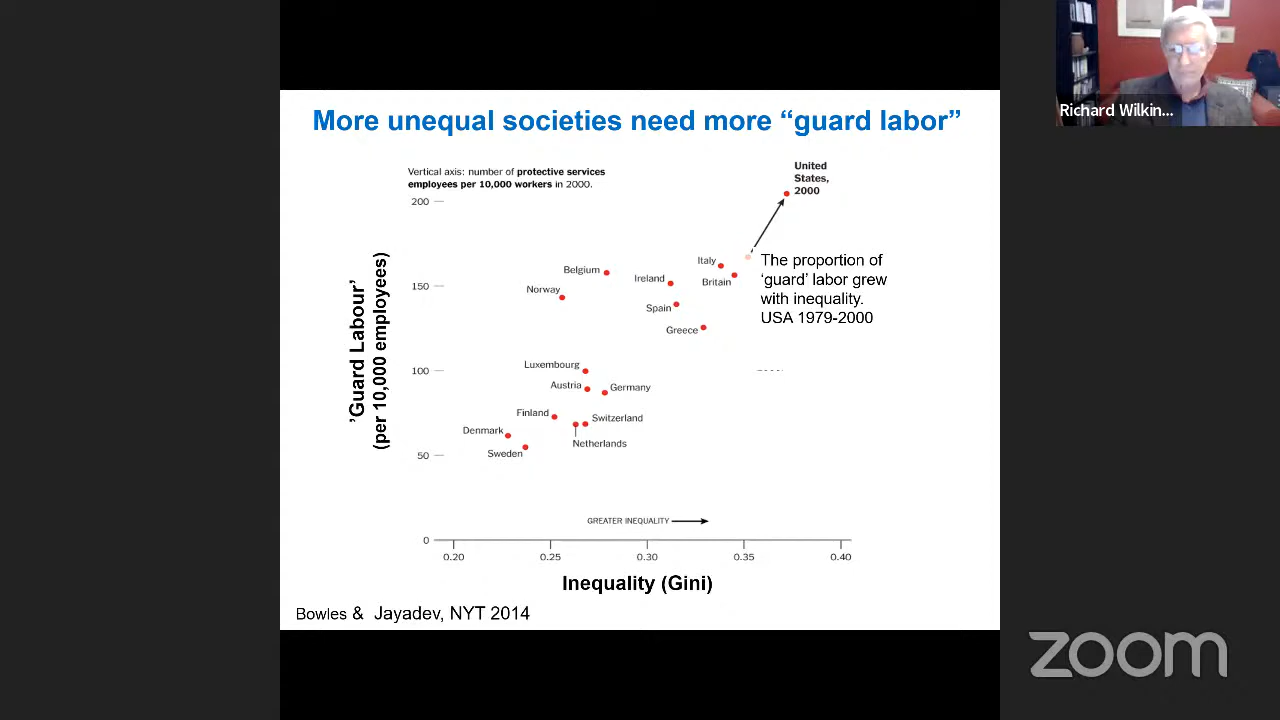 More unequal societies need more “guard labor”
Richard Wilkin...
Vertical axis: number of protective services
employees per 10,000 workers in 2000.
United
States,
2000
200
150
100
50
0
’Guard Labour’
(per 10,000 employees)
Belgium
Norway
Italy
Ireland
Britain
Spain
Greece
The proportion of
‘guard’ labor grew
with inequality.
USA 1979-2000
Luxembourg
Austria
Germany
Finland
Switzerland
Denmark
Netherlands
Sweden
GREATER INEQUALITY
0.20
0.25
0.30
0.35
0.40
Inequality (Gini)
Bowles & Jayadev, NYT 2014
zoom